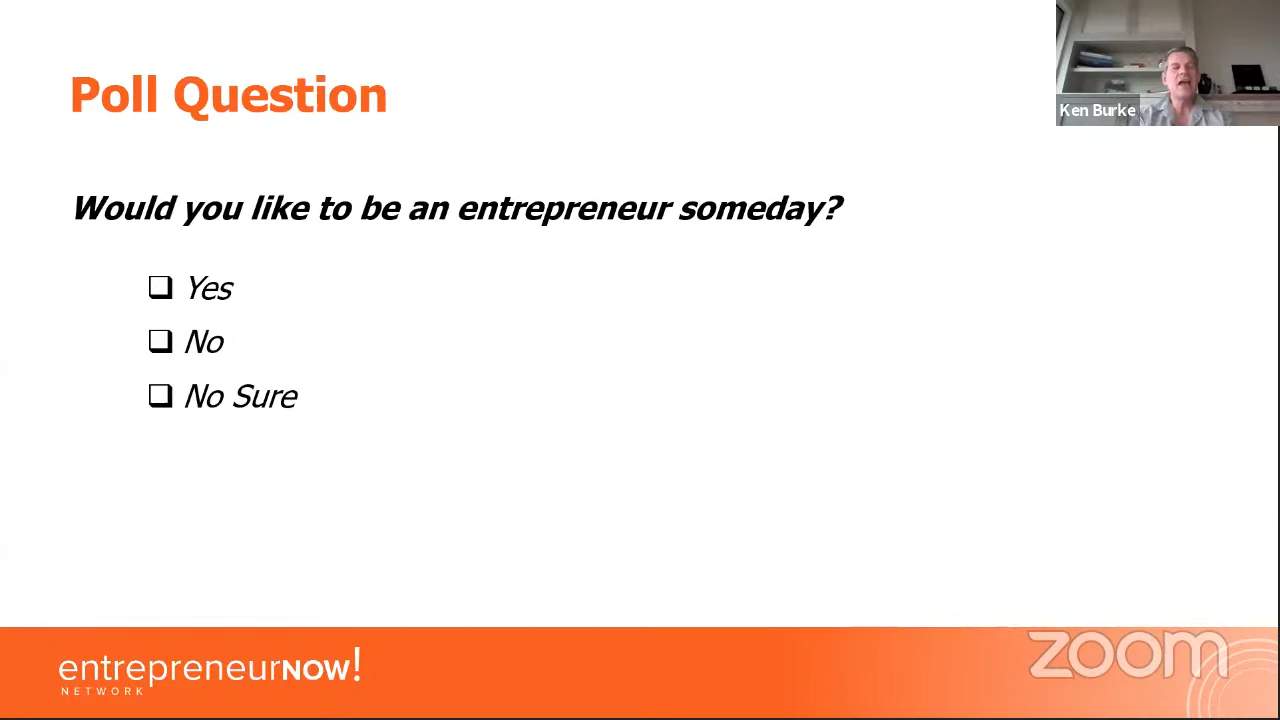 Poll Question
Ken Burke
Would you like to be an entrepreneur someday?
Yes
No
No Sure
entrepreneurNOW!
NETWORK
zoom